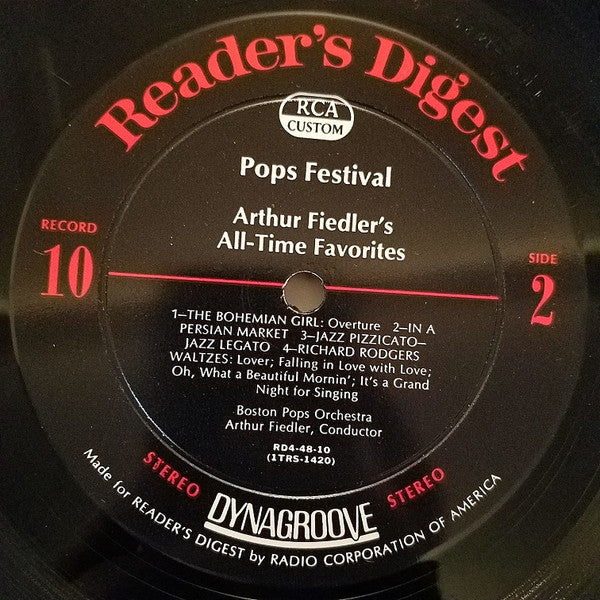 Reader's Digest
RCA
CUSTOM
Pops Festival
Arthur Fiedler's
All-Time Favorites
RECORD
10
SIDE
2
1—THE BOHEMIAN GIRL: Overture 2—IN A
PERSIAN MARKET 3—JAZZ PIZZICATO—
JAZZ LEGATO 4—RICHARD RODGERS
WALTZES: Lover; Falling in Love with Love;
Oh, What a Beautiful Mornin'; It's a Grand
Night for Singing
Boston Pops Orchestra
Arthur Fiedler, Conductor
RD4-48-10
(1TRS-1420)
STEREO
DYNAGROOVE
STEREO
Made for READER'S DIGEST by RADIO CORPORATION OF AMERICA